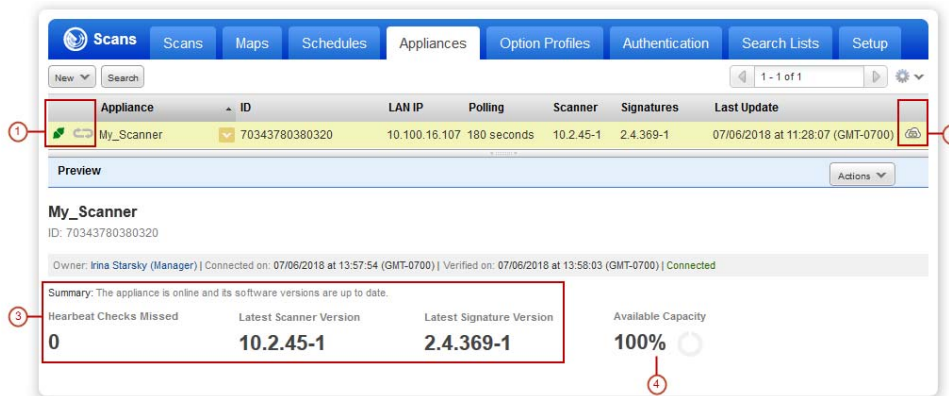 Scans
Scans Maps Schedules Appliances Option Profiles Authentication Search Lists Setup
New Search 1 - 1 of 1
Appliance ID LAN IP Polling Scanner Signatures Last Update
1
My_Scanner 70343780380320 10.100.16.107 180 seconds 10.2.45-1 2.4.369-1 07/06/2018 at 11:28:07 (GMT-0700)
Preview Actions
My_Scanner
ID: 70343780380320
Owner: Irina Starsky (Manager) | Connected on: 07/06/2018 at 13:57:54 (GMT-0700) | Verified on: 07/06/2018 at 13:58:03 (GMT-0700) | Connected
Summary: The appliance is online and its software versions are up to date.
3
Hearbeat Checks Missed Latest Scanner Version Latest Signature Version Available Capacity
0 10.2.45-1 2.4.369-1 100%
4